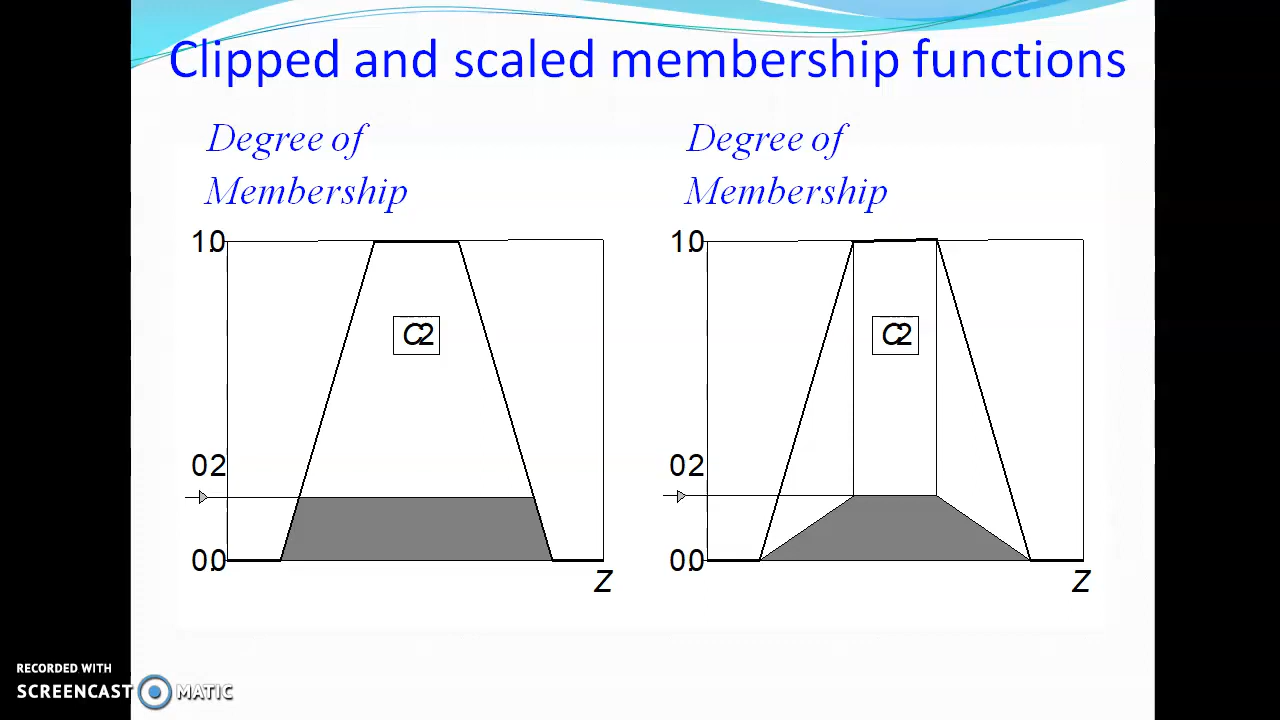 Clipped and scaled membership functions
Degree of
Membership
1.0
C2
0.2
0.0
Z
Degree of
Membership
1.0
C2
0.2
0.0
Z
RECORDED WITH
SCREENCAST MATIC